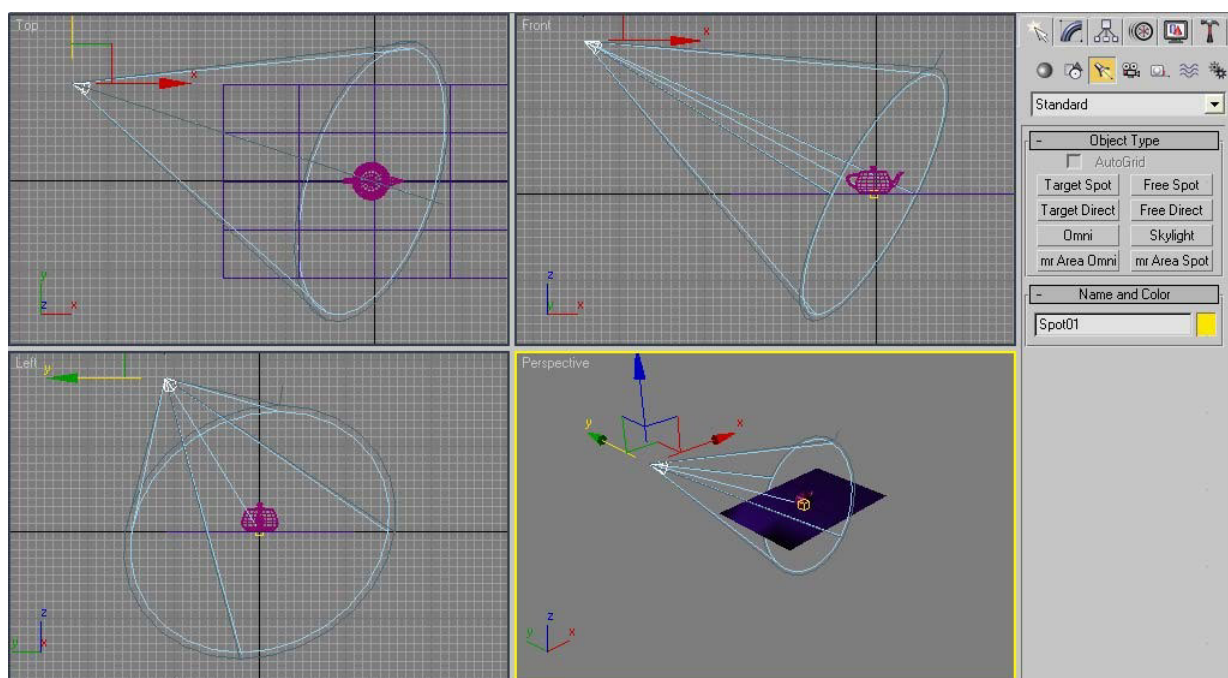 Top
y
x
y
z
x
Front
x
z
y
x
Left
y
z
y
x
Perspective
y
x
z
y
x
Standard
- Object Type
AutoGrid
Target Spot Free Spot
Target Direct Free Direct
Omni Skylight
mr Area Omni mr Area Spot
- Name and Color
Spot01